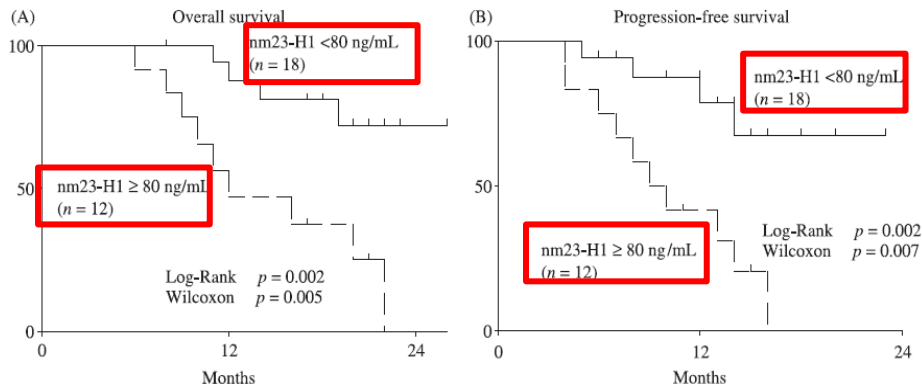 (A) Overall survival
nm23-H1 <80 ng/mL
(n = 18)
100
nm23-H1 ≥ 80 ng/mL
(n = 12)
50
Log-Rank p = 0.002
Wilcoxon p = 0.005
0
0 12 24
Months
(B) Progression-free survival
100
nm23-H1 <80 ng/mL
(n = 18)
50
Log-Rank p = 0.002
Wilcoxon p = 0.007
nm23-H1 ≥ 80 ng/mL
(n = 12)
0
0 12 24
Months